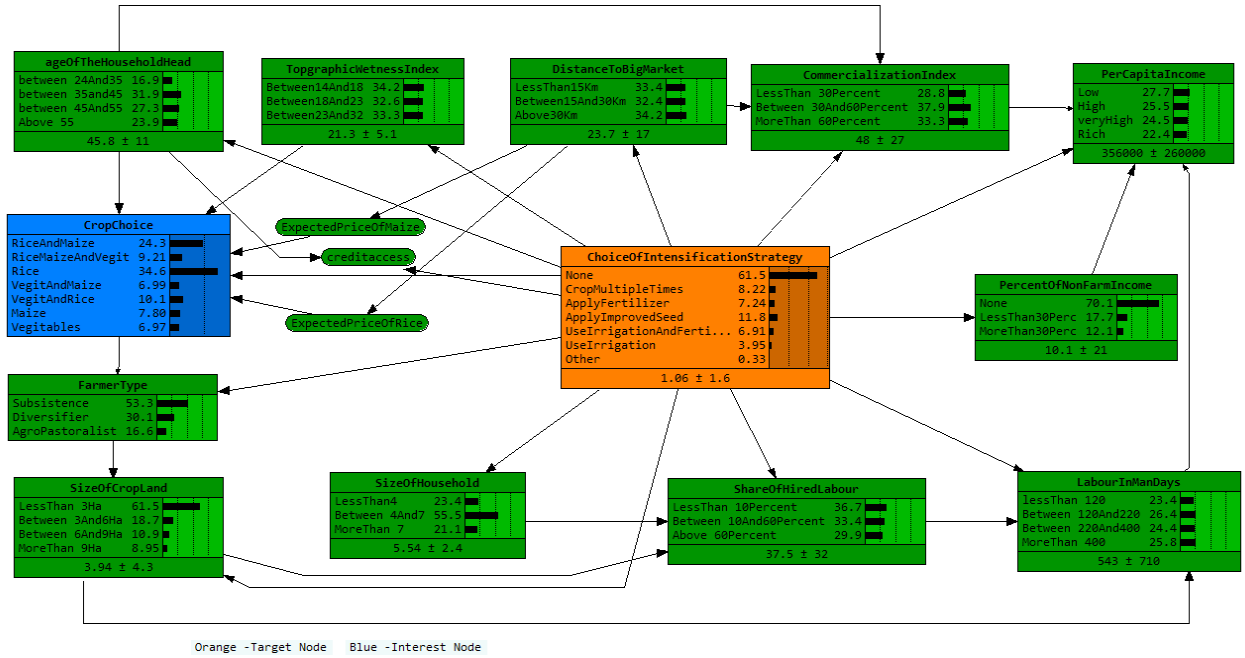 ageOfTheHouseholdHead
between 24And35 16.9
between 35and45 31.9
between 45And55 27.3
Above 55 23.9
45.8 ± 11
TopgraphicWetnessIndex
Between14And18 34.2
Between18And23 32.6
Between23And32 33.3
21.3 ± 5.1
DistanceToBigMarket
LessThan15Km 33.4
Between15And30Km 32.4
Above30Km 34.2
23.7 ± 17
CommercializationIndex
LessThan 30Percent 28.8
Between 30And60Percent 37.9
MoreThan 60Percent 33.3
48 ± 27
PerCapitaIncome
Low 27.7
High 25.5
veryHigh 24.5
Rich 22.4
356000 ± 260000
CropChoice
RiceAndMaize 24.3
RiceMaizeAndVegit 9.21
Rice 34.6
VegitAndMaize 6.99
VegitAndRice 10.1
Maize 7.80
Vegitables 6.97
ExpectedPriceOfMaize
creditaccess
ExpectedPriceOfRice
ChoiceOfIntensificationStrategy
None 61.5
CropMultipleTimes 8.22
ApplyFertilizer 7.24
ApplyImprovedSeed 11.8
UseIrrigationAndFerti... 6.91
UseIrrigation 3.95
Other 0.33
1.06 ± 1.6
PercentOfNonFarmIncome
None 70.1
LessThan30Perc 17.7
MoreThan30Perc 12.1
10.1 ± 21
FarmerType
Subsistence 53.3
Diversifier 30.1
AgroPastoralist 16.6
SizeOfCropLand
LessThan 3Ha 61.5
Between 3And6Ha 18.7
Between 6And9Ha 10.9
MoreThan 9Ha 8.95
3.94 ± 4.3
SizeOfHousehold
LessThan4 23.4
Between 4And7 55.5
MoreThan 7 21.1
5.54 ± 2.4
ShareOfHiredLabour
LessThan 10Percent 36.7
Between 10And60Percent 33.4
Above 60Percent 29.9
37.5 ± 32
LabourInManDays
lessThan 120 23.4
Between 120And220 26.4
Between 220And400 24.4
MoreThan 400 25.8
543 ± 710
Orange -Target Node Blue -Interest Node